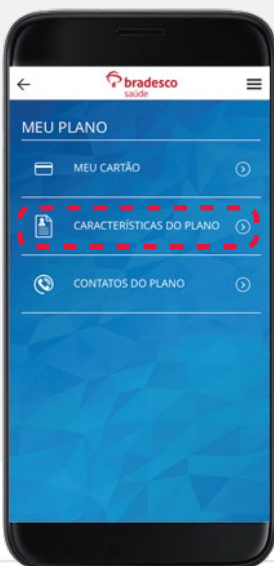 bradesco
saúde
MEU PLANO
MEU CARTÃO
CARACTERÍSTICAS DO PLANO
CONTATOS DO PLANO